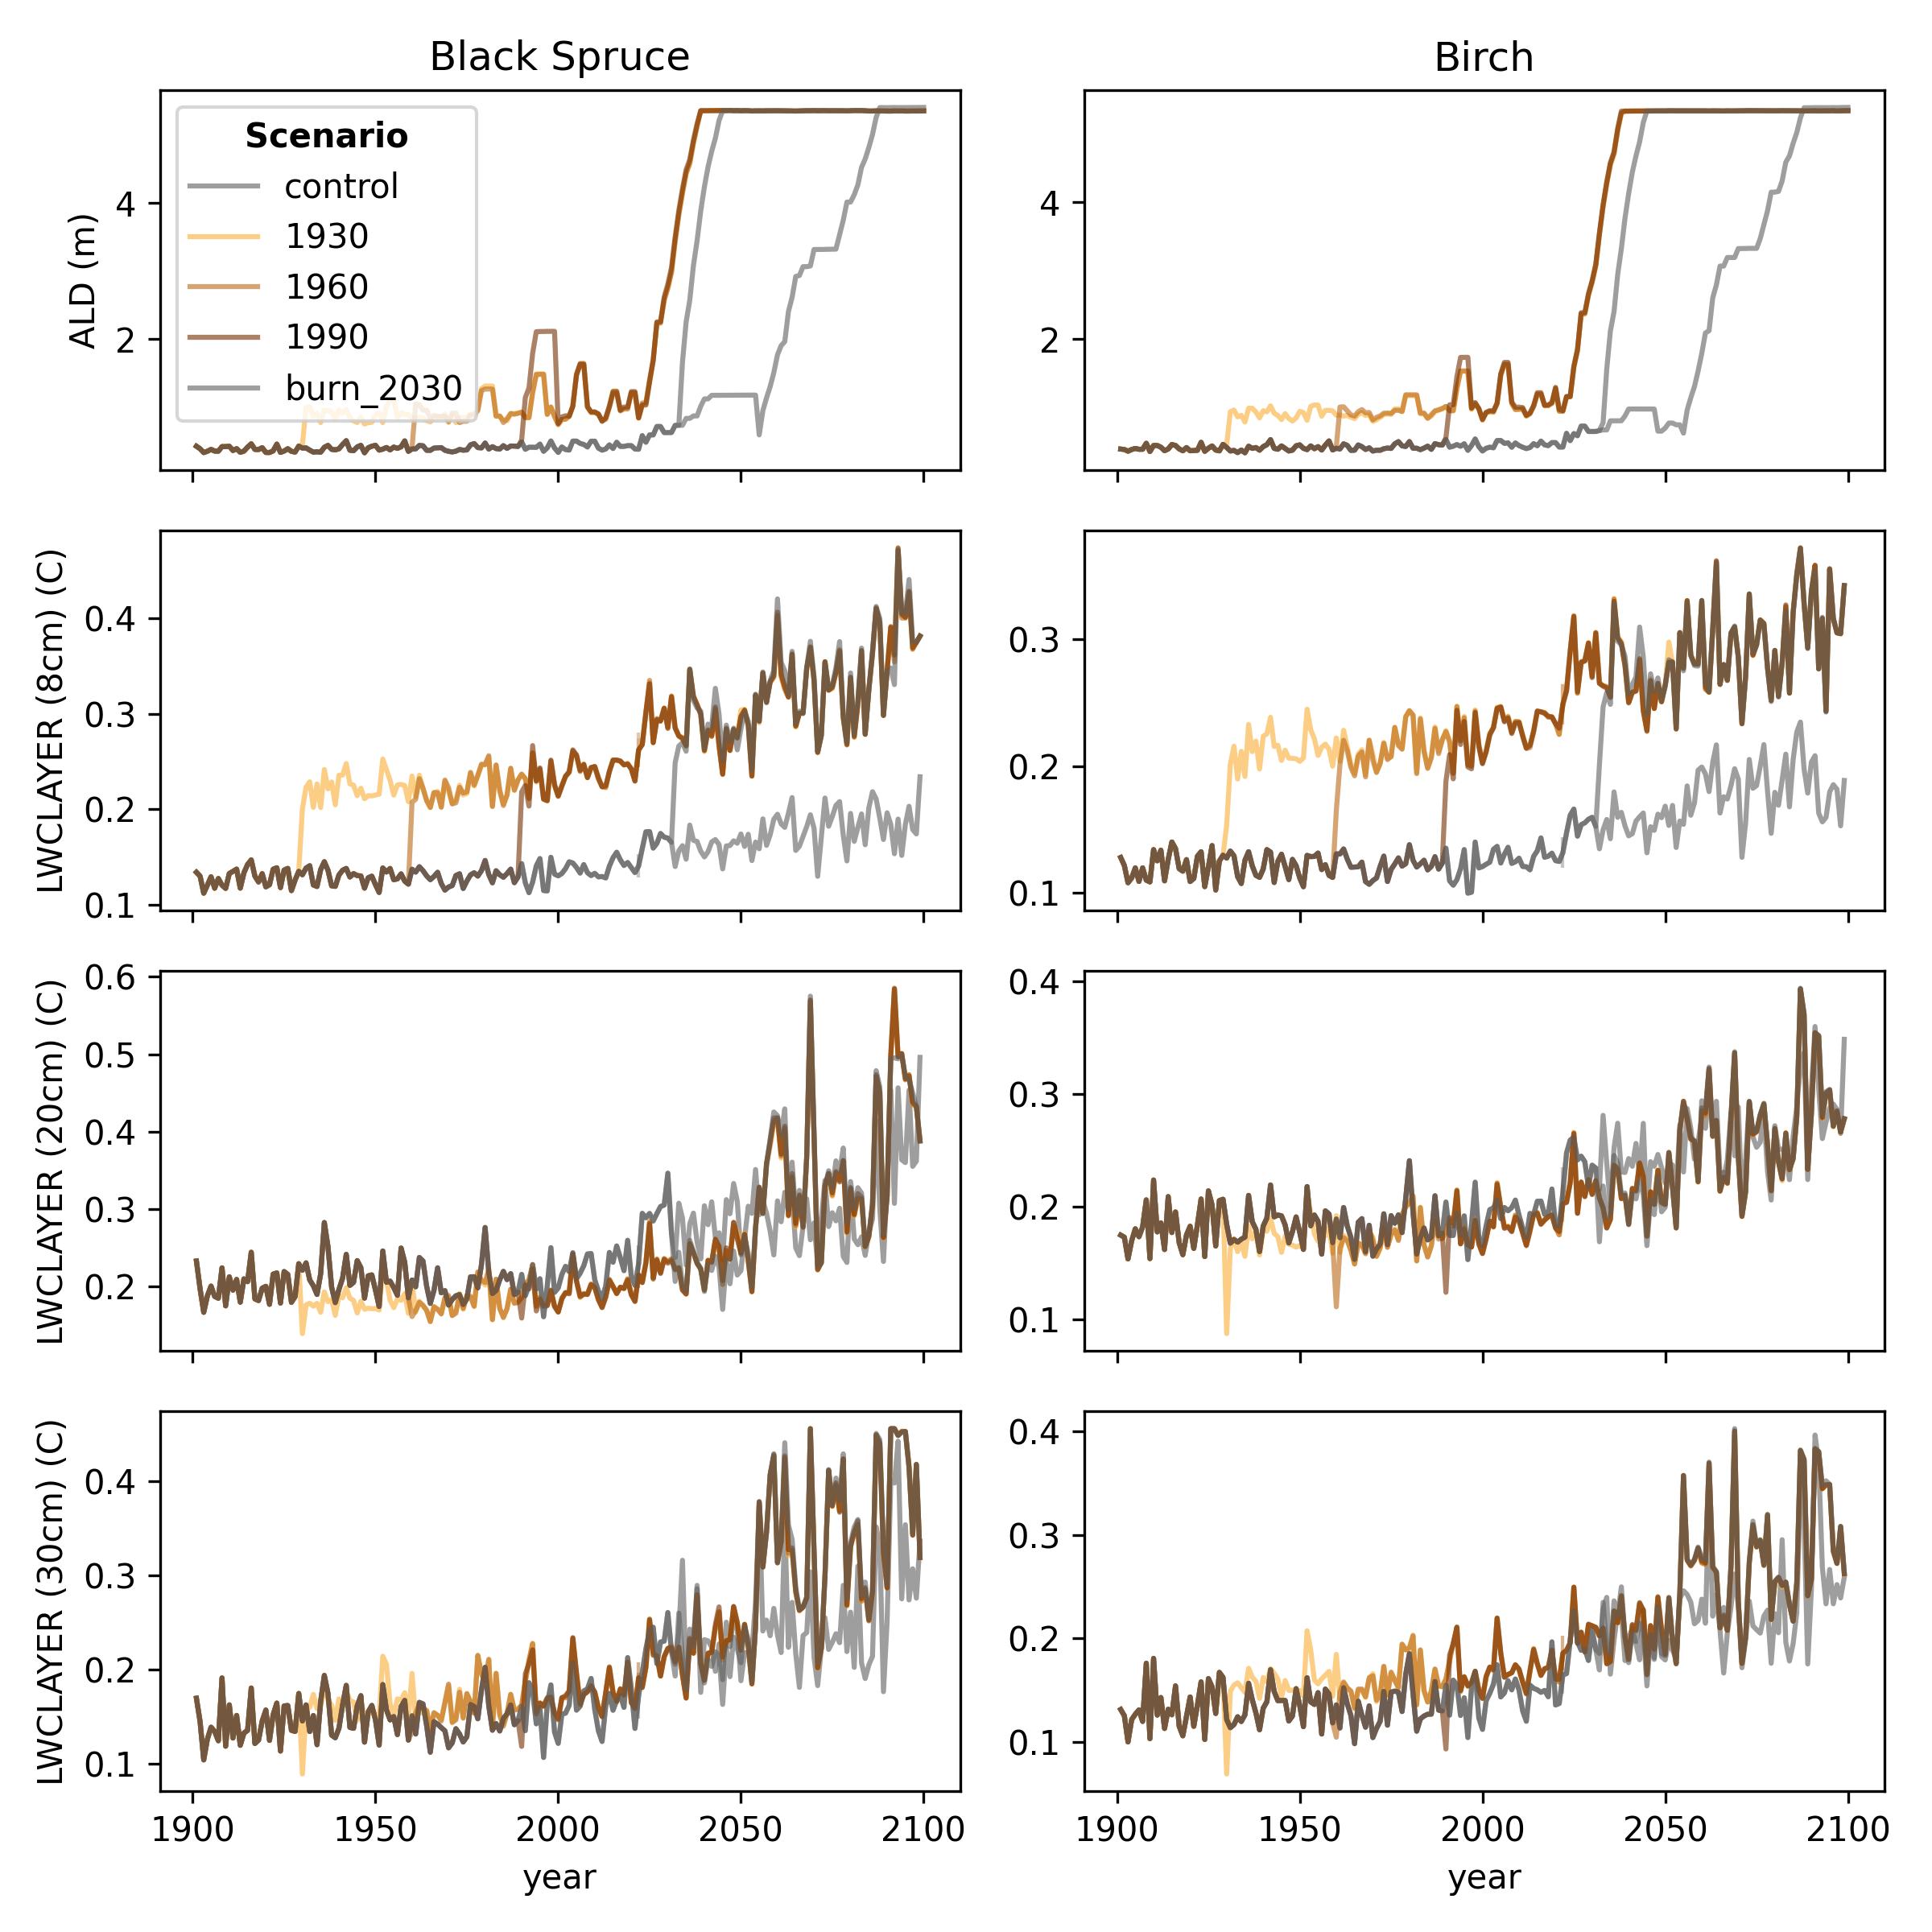 Black Spruce
Birch
Scenario
control
1930
1960
1990
burn_2030
ALD (m)
4
2
4
2
LWCLAYER (8cm) (C)
0.4
0.3
0.2
0.1
0.3
0.2
0.1
LWCLAYER (20cm) (C)
0.6
0.5
0.4
0.3
0.2
0.4
0.3
0.2
0.1
LWCLAYER (30cm) (C)
0.4
0.3
0.2
0.1
0.4
0.3
0.2
0.1
1900 1950 2000 2050 2100
1900 1950 2000 2050 2100
year
year